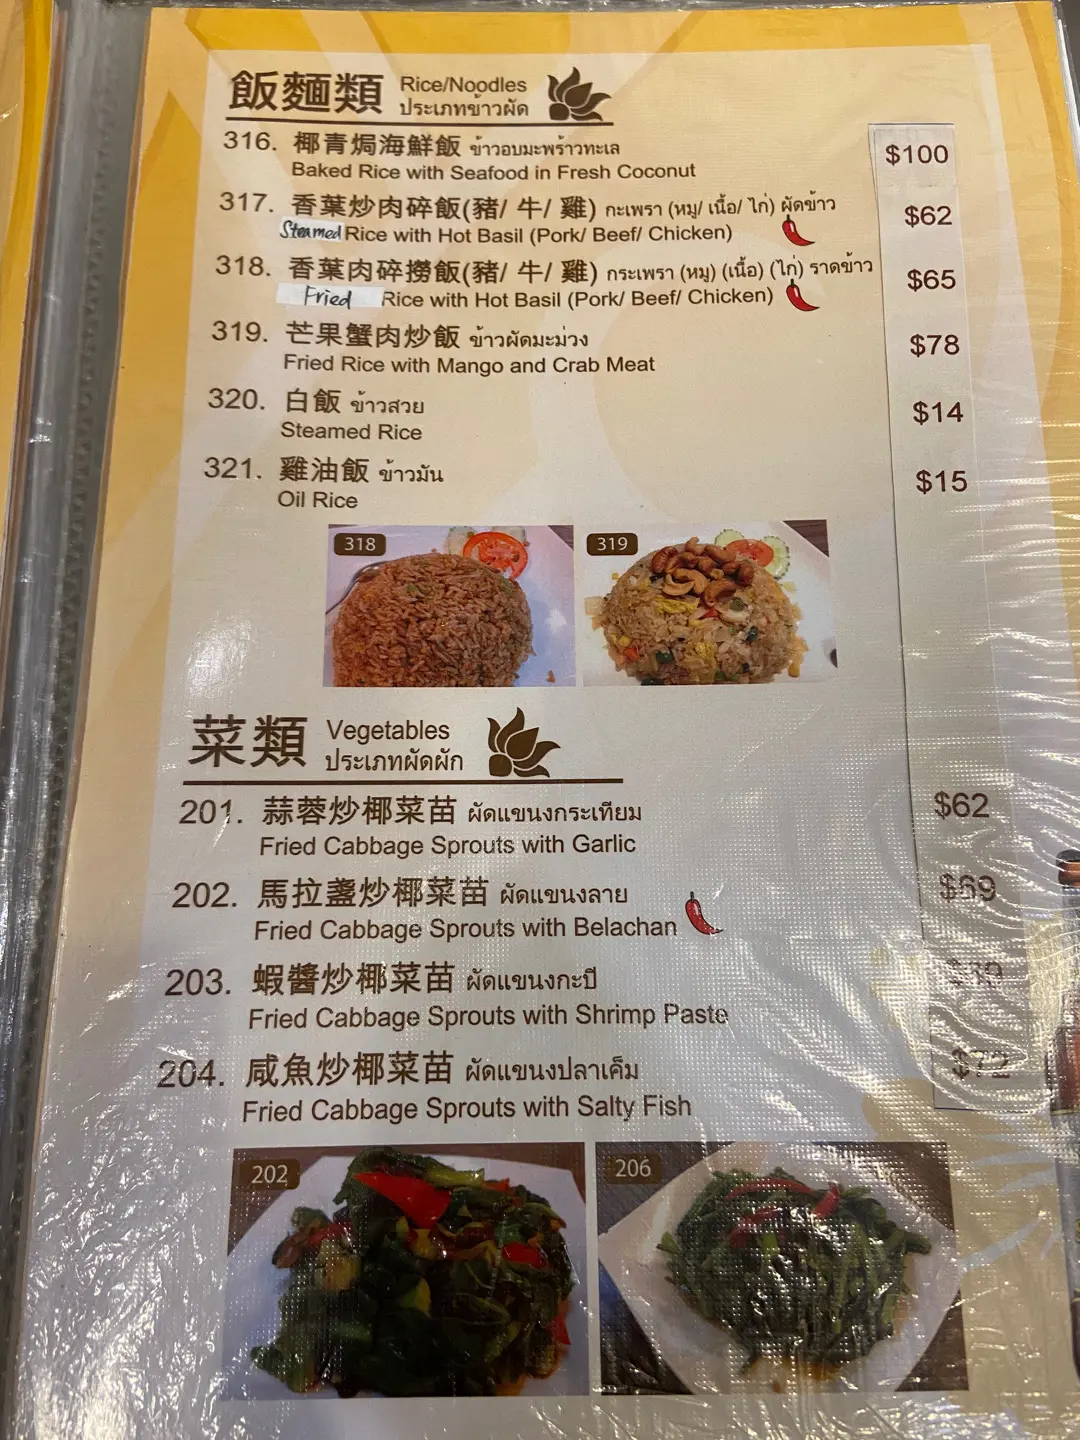 飯麵類 Rice/Noodles
ประเภทข้าวผัด
316. 椰青焗海鮮飯 ข้าวอบมะพร้าวทะเล $100
Baked Rice with Seafood in Fresh Coconut
317. 香葉炒肉碎飯(豬/ 牛/ 雞) กะเพรา (หมู/ เนื้อ/ ไก่) ผัดข้าว $62
Steamed Rice with Hot Basil (Pork/ Beef/ Chicken)
318. 香葉肉碎撈飯(豬/ 牛/ 雞) กระเพรา (หมู) (เนื้อ) (ไก่) ราดข้าว $65
Fried Rice with Hot Basil (Pork/ Beef/ Chicken)
319. 芒果蟹肉炒飯 ข้าวผัดมะม่วง $78
Fried Rice with Mango and Crab Meat
320. 白飯 ข้าวสวย $14
Steamed Rice
321. 雞油飯 ข้าวมัน $15
Oil Rice
318 319
菜類 Vegetables
ประเภทผัดผัก
201. 蒜蓉炒椰菜苗 ผัดแขนงกระเทียม $62
Fried Cabbage Sprouts with Garlic
202. 馬拉盞炒椰菜苗 ผัดแขนงลาย $69
Fried Cabbage Sprouts with Belachan
203. 蝦醬炒椰菜苗 ผัดแขนงกะปิ
Fried Cabbage Sprouts with Shrimp Paste
204. 咸魚炒椰菜苗 ผัดแขนงปลาเค็ม $72
Fried Cabbage Sprouts with Salty Fish
202 206